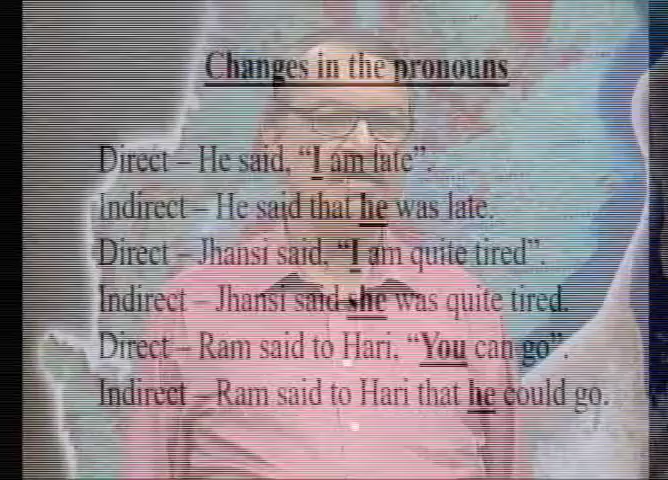 Changes in the pronouns
Direct – He said, “I am late”.
Indirect – He said that he was late.
Direct – Jhansi said, “I am quite tired”.
Indirect – Jhansi said she was quite tired.
Direct – Ram said to Hari, “You can go”.
Indirect – Ram said to Hari that he could go.